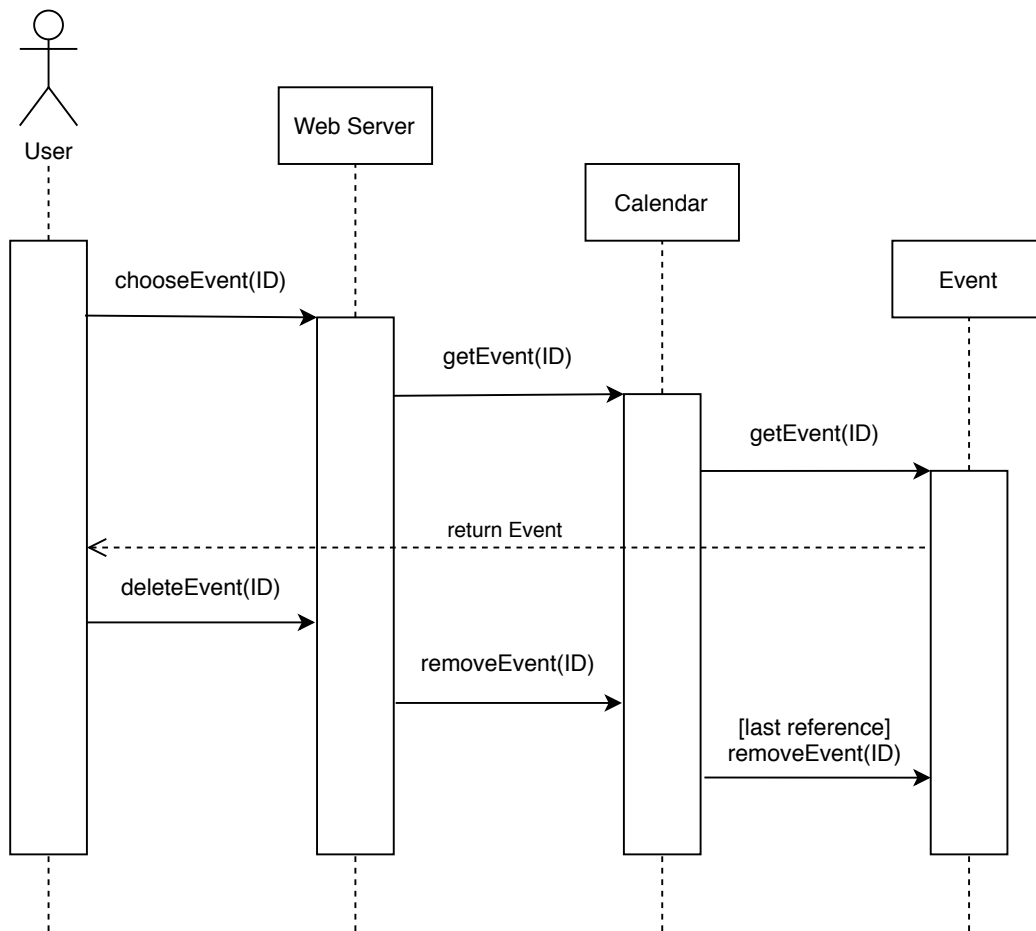 User
Web Server
Calendar
Event
chooseEvent(ID)
getEvent(ID)
getEvent(ID)
return Event
deleteEvent(ID)
removeEvent(ID)
[last reference]
removeEvent(ID)